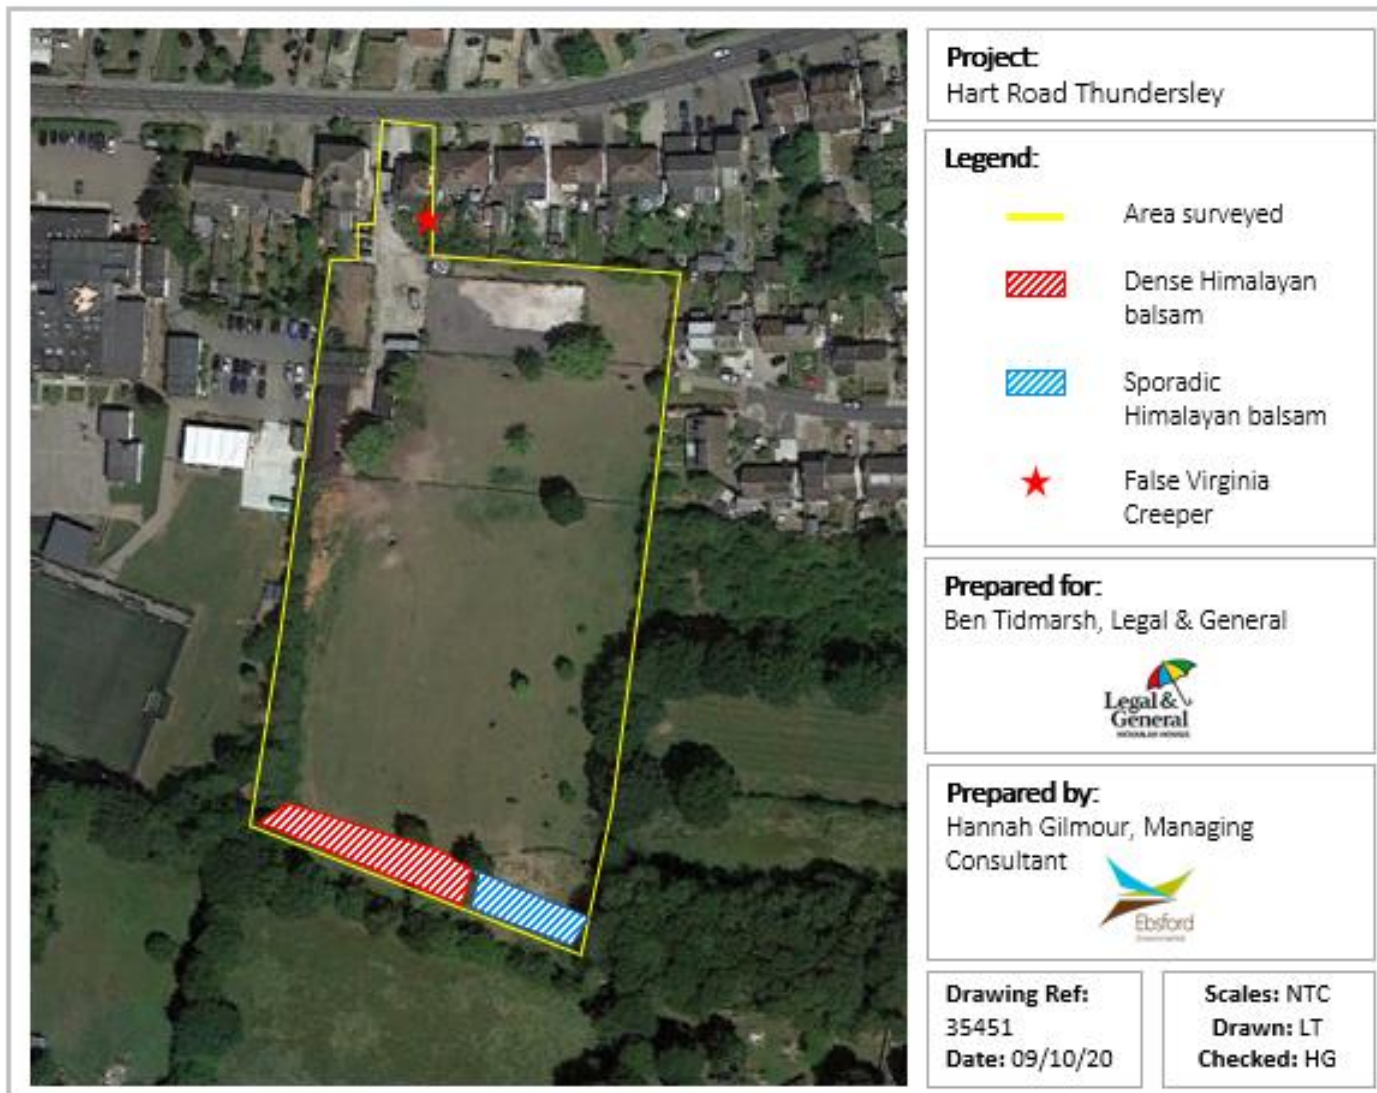 Project:
Hart Road Thundersley
Legend:
Area surveyed
Dense Himalayan
balsam
Sporadic
Himalayan balsam
False Virginia
Creeper
Prepared for:
Ben Tidmarsh, Legal & General
Legal &
General
Prepared by:
Hannah Gilmour, Managing
Consultant
Ebsford
Drawing Ref:
35451
Date: 09/10/20
Scales: NTC
Drawn: LT
Checked: HG